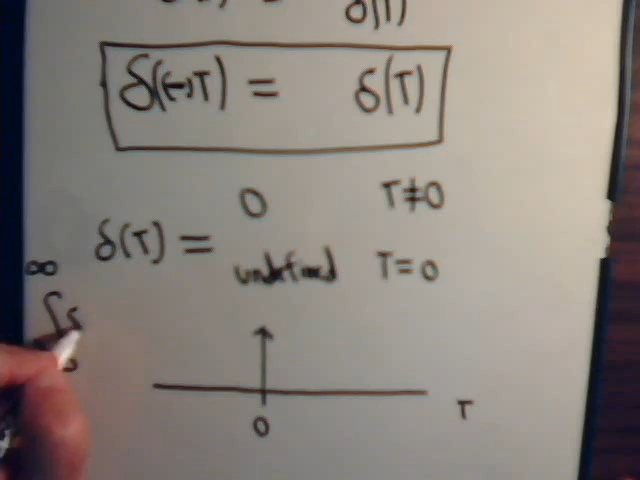 δ(T)
δ(-)T) = δ(T)
0 T≠0
δ(T) =
undefined T=0
∞
∫δ
0 T